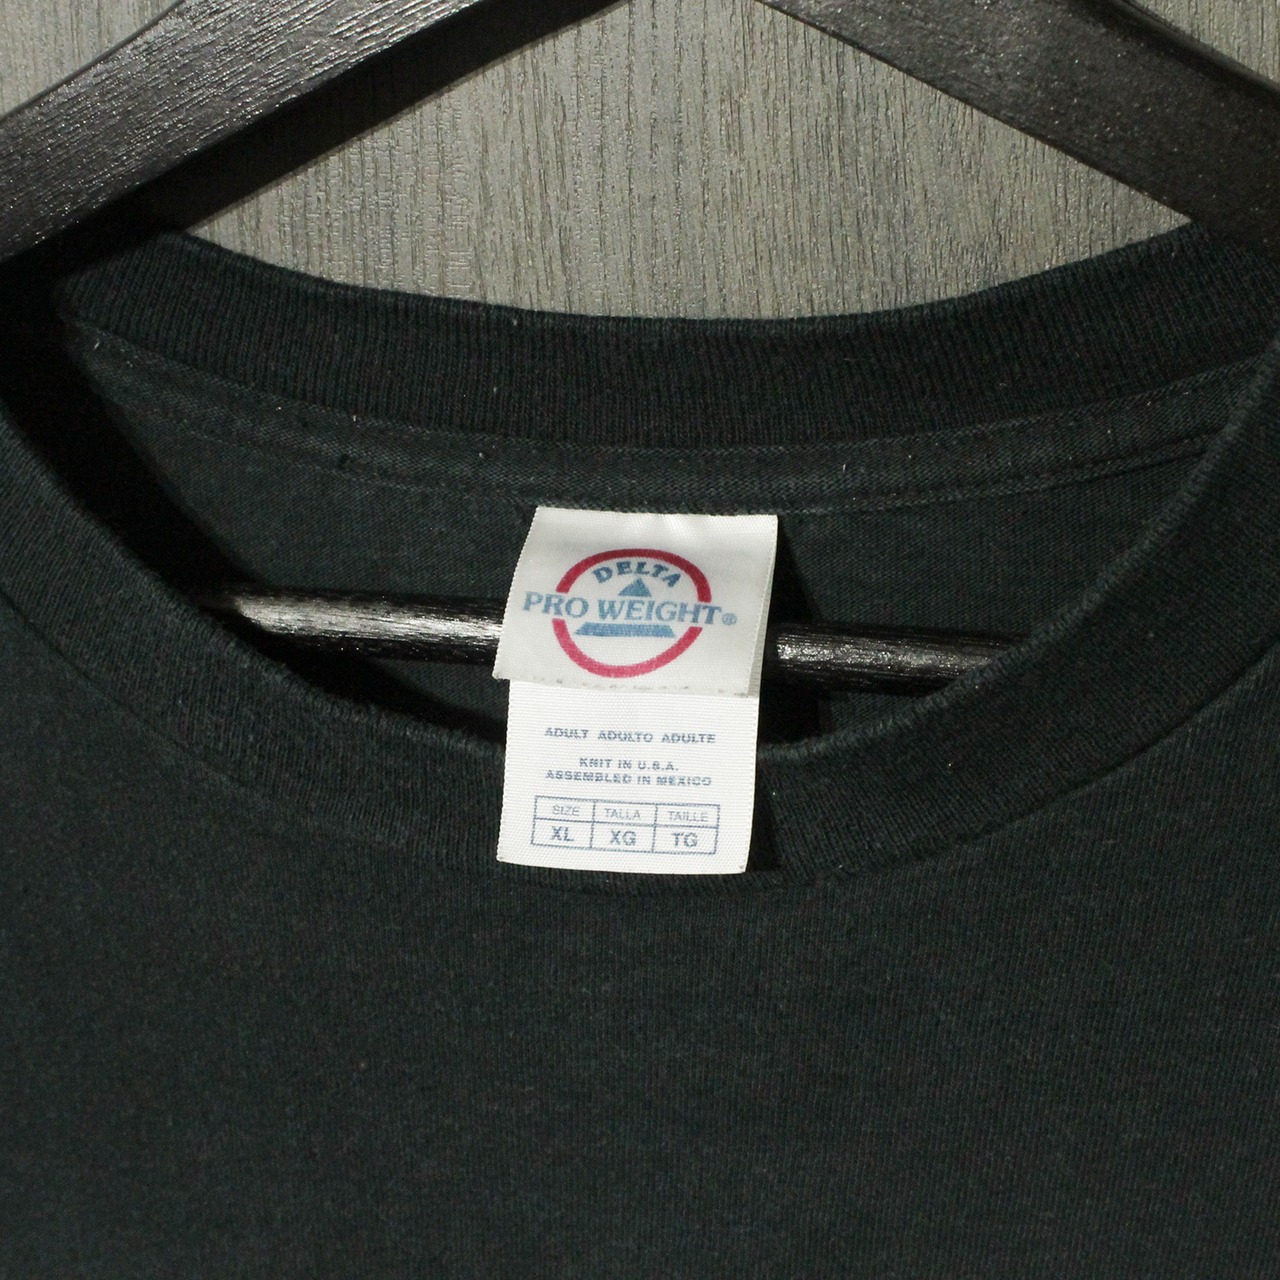 DELTA
PRO WEIGHT®
ADULT ADULTO ADULTE
KNIT IN U.S.A.
ASSEMBLED IN MEXICO
SIZE TALLA TAILLE
XL XG TG